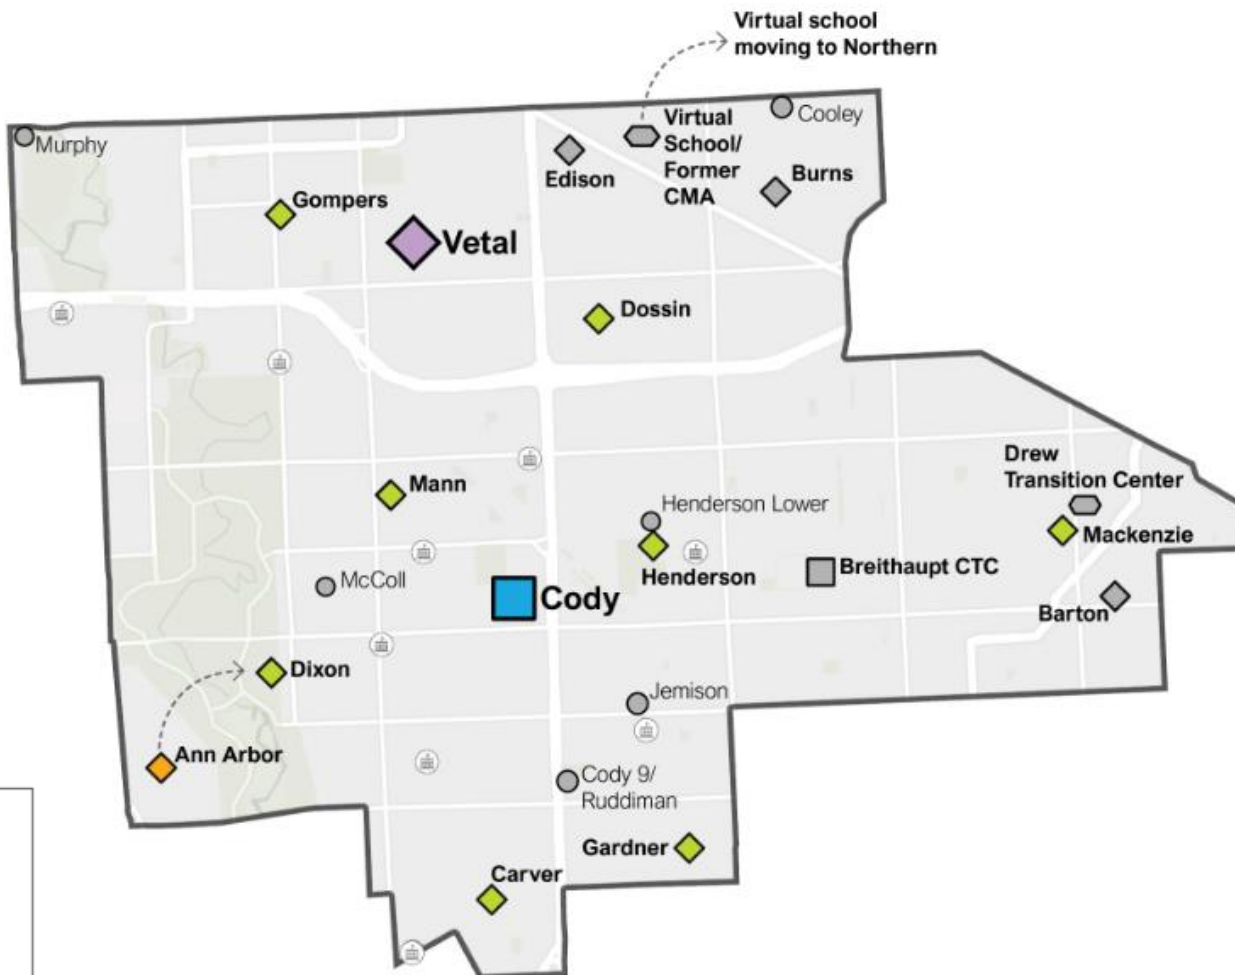 Virtual school
moving to Northern
Murphy
Cooley
Virtual
School/
Former
CMA
Edison
Burns
Gompers
Vetal
Dossin
Mann
Drew
Transition Center
Henderson Lower
Mackenzie
Henderson
Breithaupt CTC
McColl
Cody
Barton
Dixon
Jemison
Ann Arbor
Cody 9/
Ruddiman
Gardner
Carver